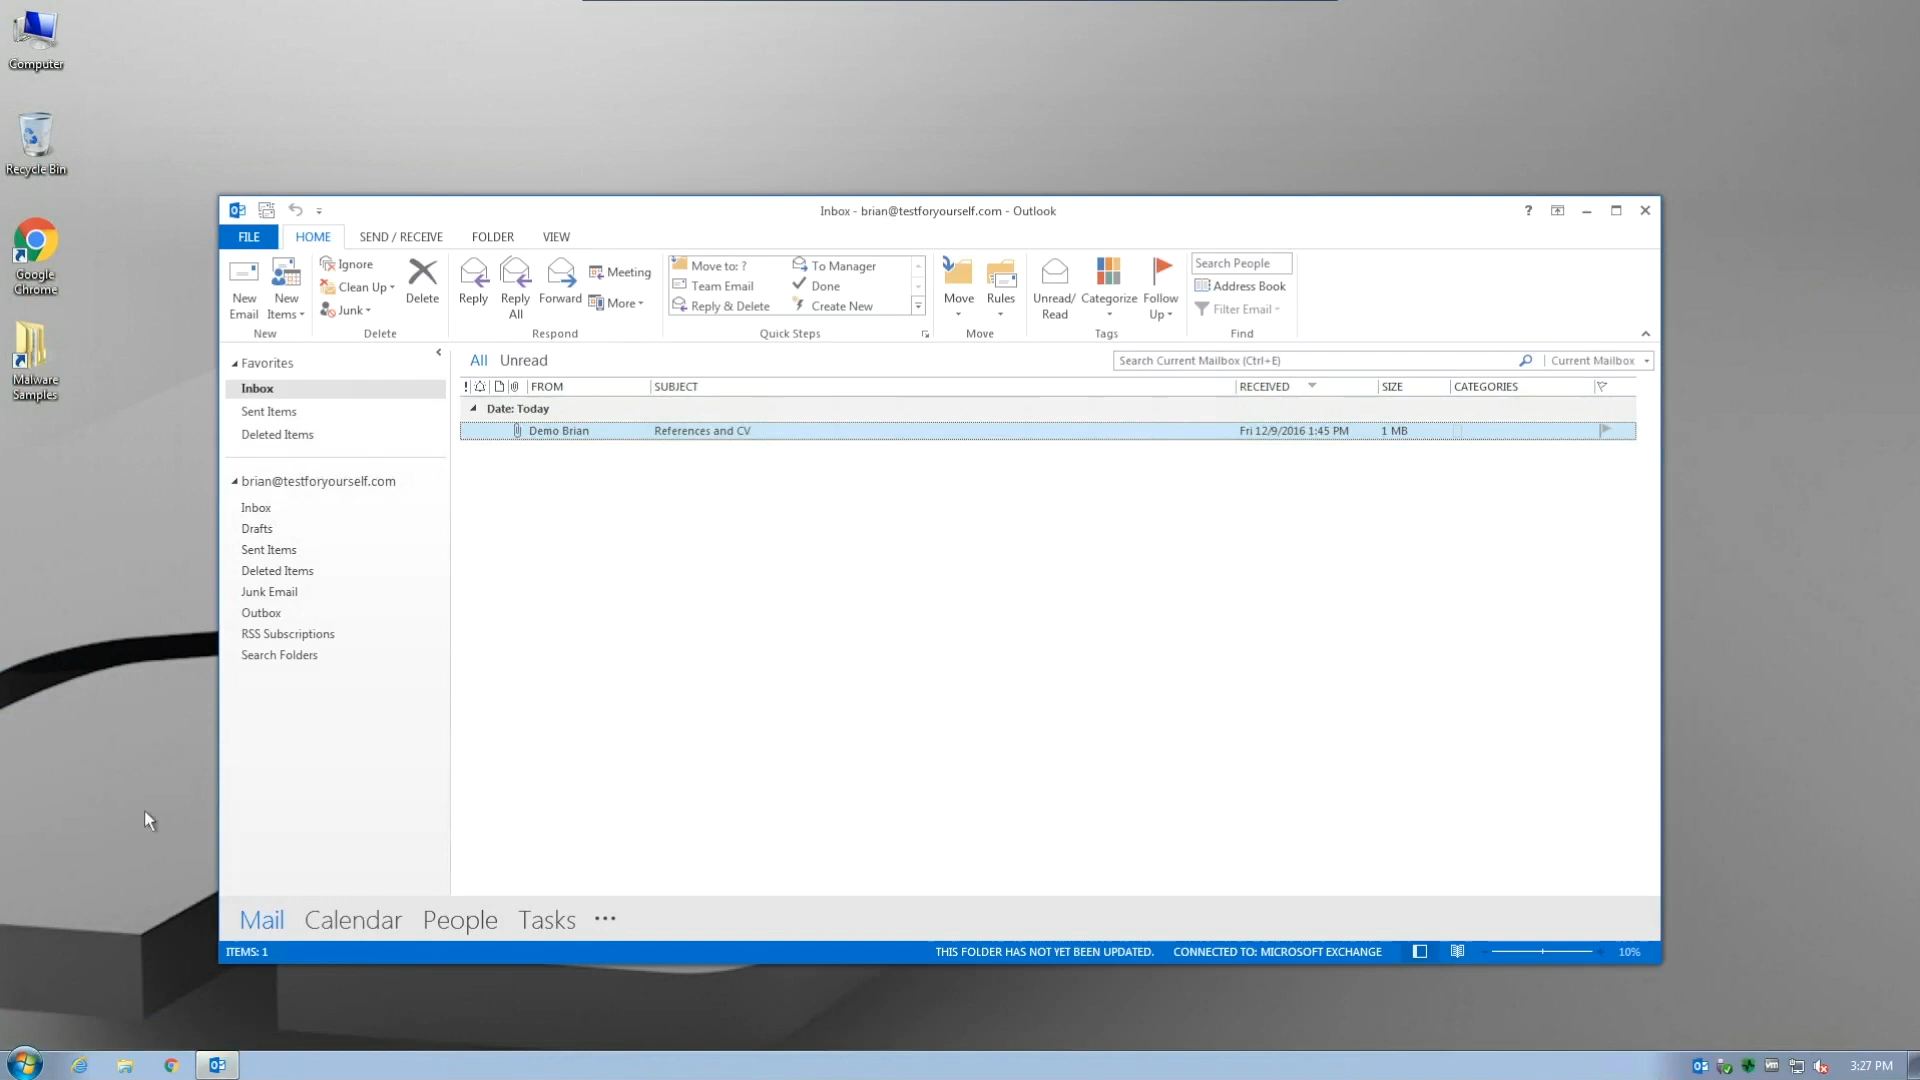 Computer
Recycle Bin
Google
Chrome
Malware
Samples
Inbox - brian@testforyourself.com - Outlook
?
FILE HOME SEND / RECEIVE FOLDER VIEW
New
Email
New
Items
New
Ignore
Clean Up
Junk
Delete
Delete
Reply
Reply
All
Forward
Meeting
More
Respond
Move to: ?
Team Email
Reply & Delete
To Manager
Done
Create New
Quick Steps
Move
Rules
Move
Unread/
Read
Categorize
Follow
Up
Tags
Search People
Address Book
Filter Email
Find
Favorites
Inbox
Sent Items
Deleted Items
brian@testforyourself.com
Inbox
Drafts
Sent Items
Deleted Items
Junk Email
Outbox
RSS Subscriptions
Search Folders
All Unread
Search Current Mailbox (Ctrl+E) Current Mailbox
! FROM SUBJECT RECEIVED SIZE CATEGORIES
Date: Today
Demo Brian References and CV Fri 12/9/2016 1:45 PM 1 MB
Mail Calendar People Tasks •••
ITEMS: 1 THIS FOLDER HAS NOT YET BEEN UPDATED. CONNECTED TO: MICROSOFT EXCHANGE 10%
3:27 PM